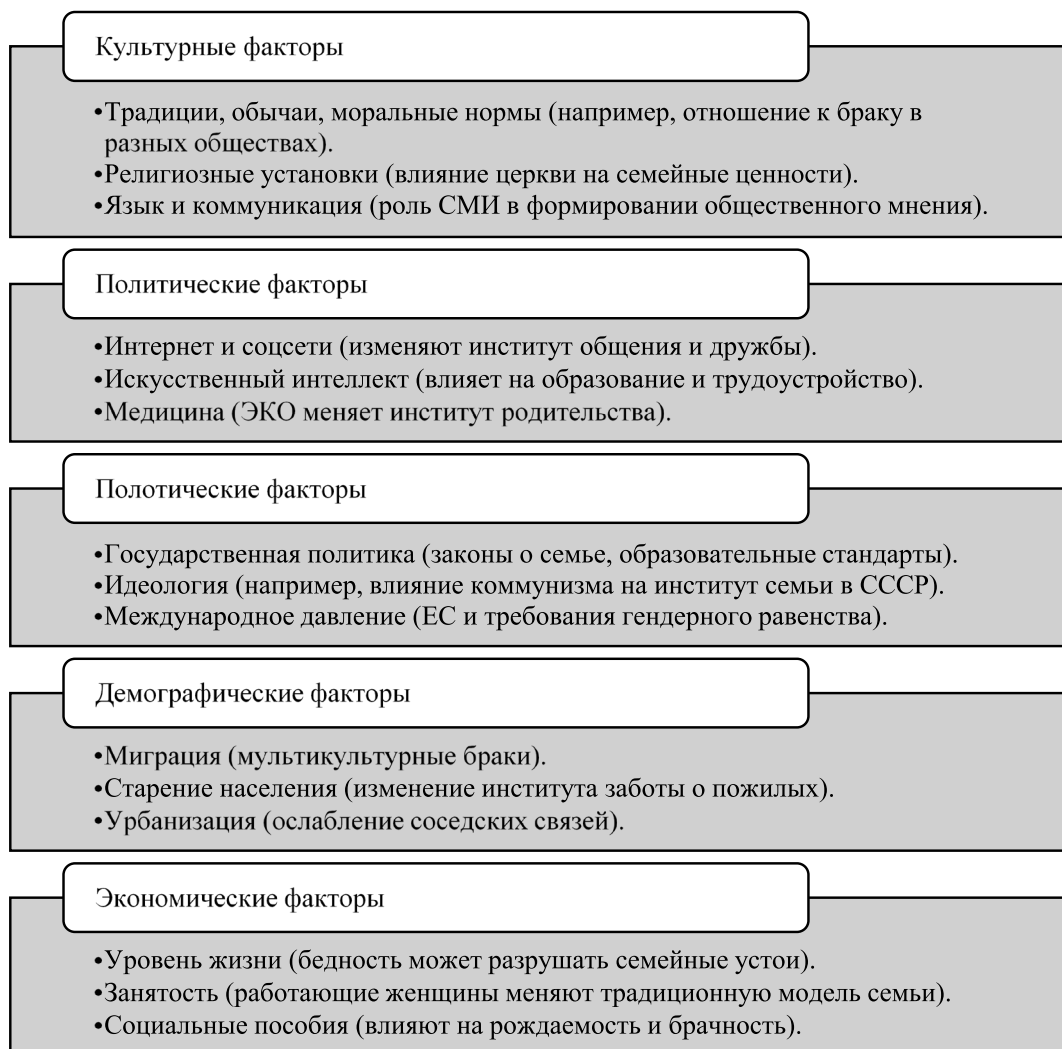 Культурные факторы
•Традиции, обычаи, моральные нормы (например, отношение к браку в
разных обществах).
•Религиозные установки (влияние церкви на семейные ценности).
•Язык и коммуникация (роль СМИ в формировании общественного мнения).
Политические факторы
•Интернет и соцсети (изменяют институт общения и дружбы).
•Искусственный интеллект (влияет на образование и трудоустройство).
•Медицина (ЭКО меняет институт родительства).
Полотические факторы
•Государственная политика (законы о семье, образовательные стандарты).
•Идеология (например, влияние коммунизма на институт семьи в СССР).
•Международное давление (ЕС и требования гендерного равенства).
Демографические факторы
•Миграция (мультикультурные браки).
•Старение населения (изменение института заботы о пожилых).
•Урбанизация (ослабление соседских связей).
Экономические факторы
•Уровень жизни (бедность может разрушать семейные устои).
•Занятость (работающие женщины меняют традиционную модель семьи).
•Социальные пособия (влияют на рождаемость и брачность).